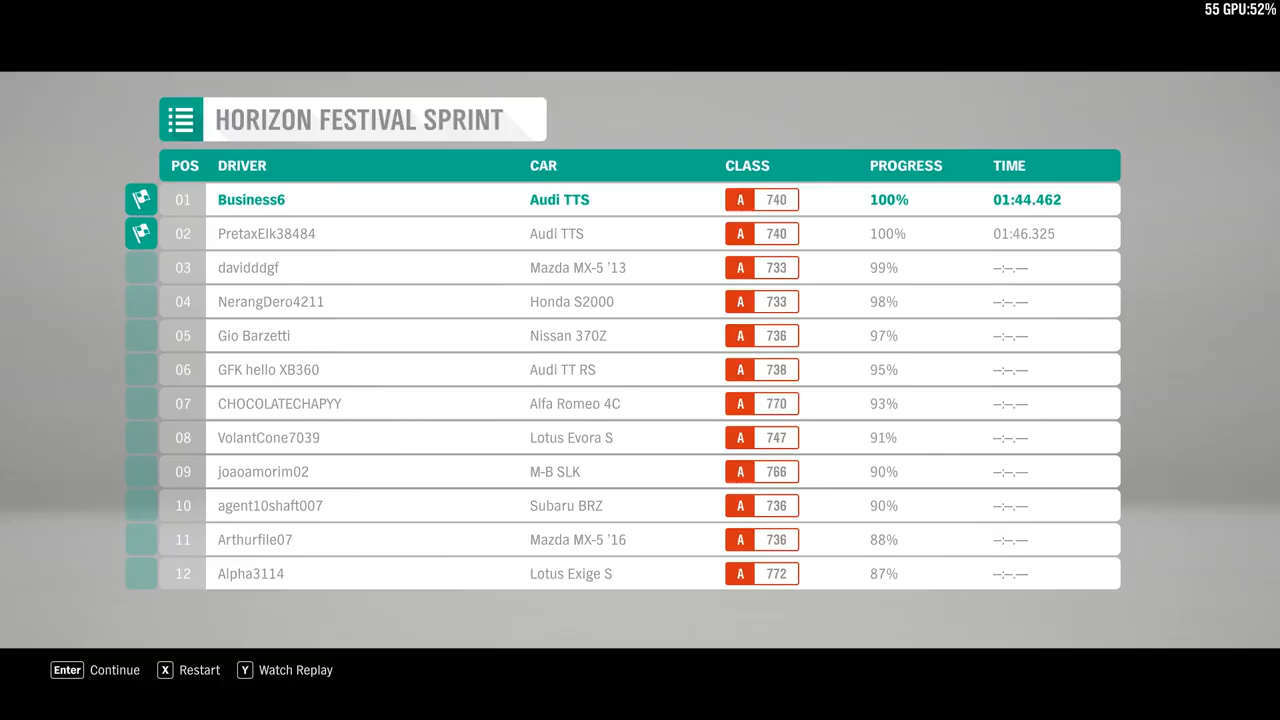 55 GPU:52%
HORIZON FESTIVAL SPRINT
POS DRIVER CAR CLASS PROGRESS TIME
01 Business6 Audi TTS A 740 100% 01:44.462
02 PretaxElk38484 Audi TTS A 740 100% 01:46.325
03 davidddgf Mazda MX-5 '13 A 733 99% --:--.---
04 NerangDero4211 Honda S2000 A 733 98% --:--.---
05 Gio Barzetti Nissan 370Z A 736 97% --:--.---
06 GFK hello XB360 Audi TT RS A 738 95% --:--.---
07 CHOCOLATECHAPYY Alfa Romeo 4C A 770 93% --:--.---
08 VolantCone7039 Lotus Evora S A 747 91% --:--.---
09 joaoamorim02 M-B SLK A 766 90% --:--.---
10 agent10shaft007 Subaru BRZ A 736 90% --:--.---
11 Arthurfile07 Mazda MX-5 '16 A 736 88% --:--.---
12 Alpha3114 Lotus Exige S A 772 87% --:--.---
Enter Continue X Restart Y Watch Replay